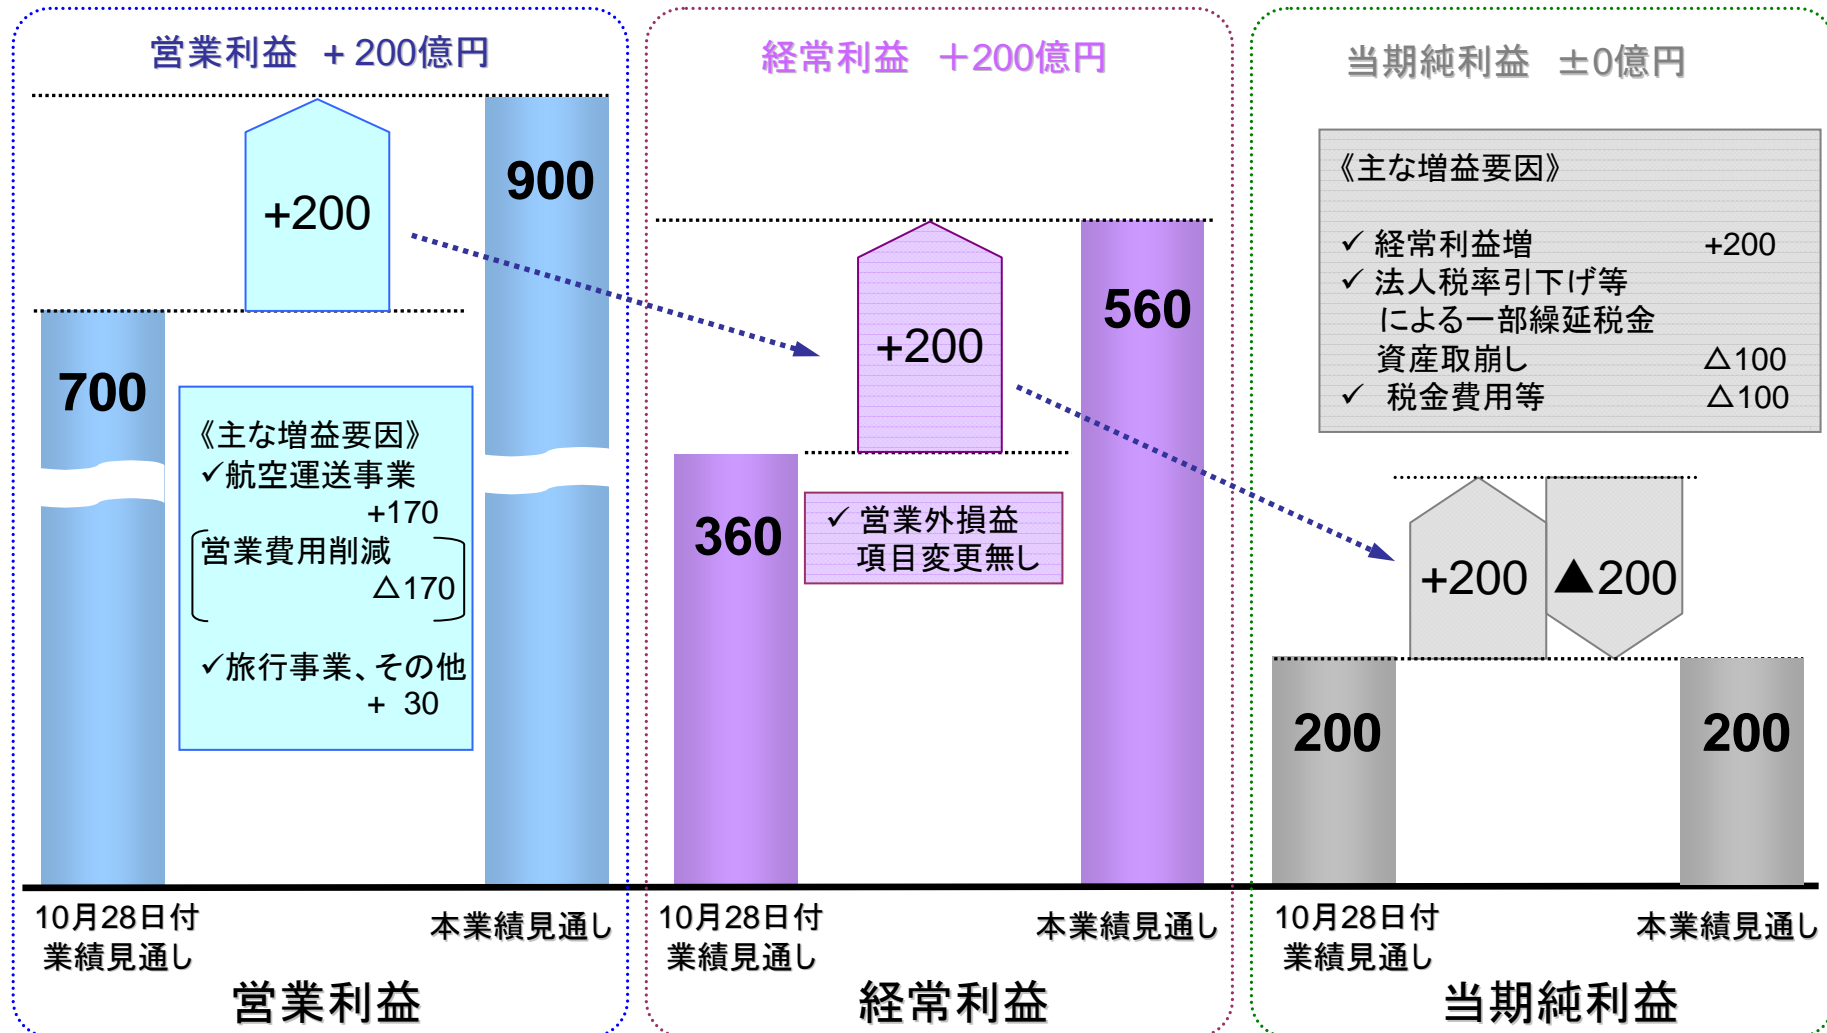 営業利益 + 200億円
+200
900
700
《主な増益要因》
✓航空運送事業
+170
営業費用削減
△170
✓旅行事業、その他
+ 30
10月28日付
業績見通し
本業績見通し
営業利益
経常利益 ＋200億円
+200
560
360
✓ 営業外損益
項目変更無し
10月28日付
業績見通し
本業績見通し
経常利益
当期純利益 ±0億円
《主な増益要因》
✓ 経常利益増 +200
✓ 法人税率引下げ等
による一部繰延税金
資産取崩し △100
✓ 税金費用等 △100
+200 ▲200
200
200
10月28日付
業績見通し
本業績見通し
当期純利益